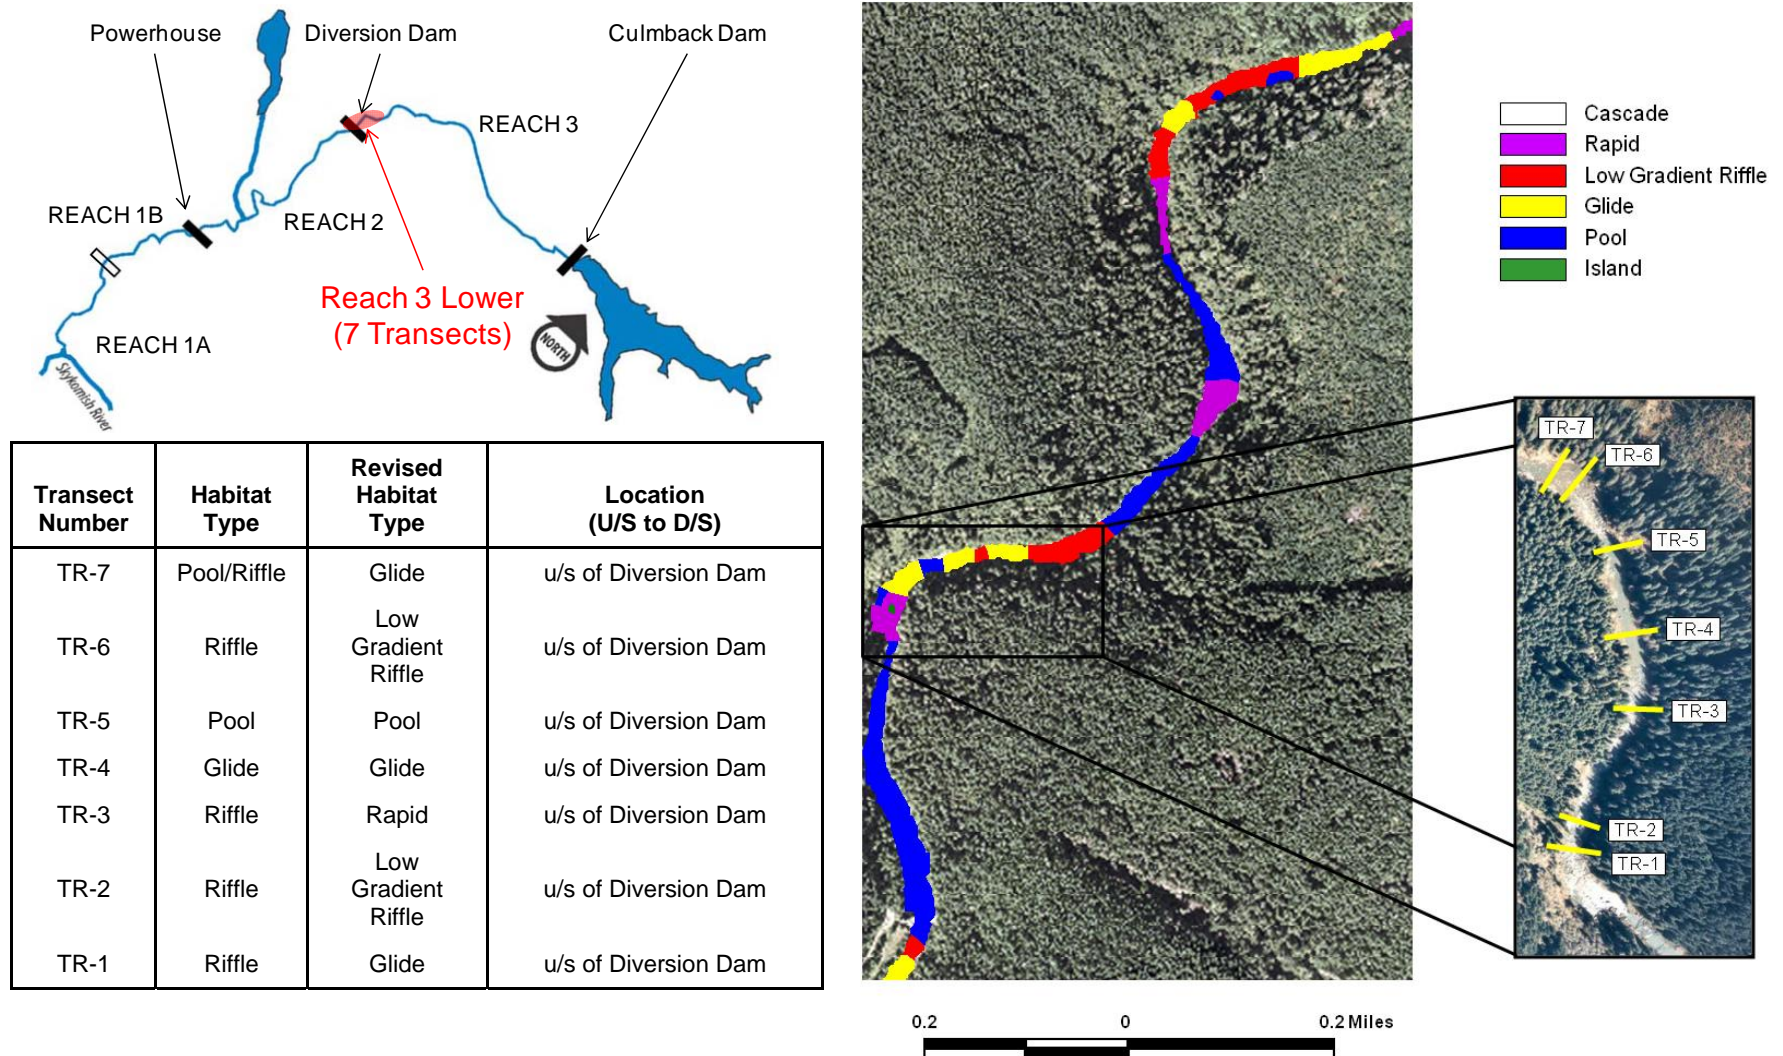 Powerhouse
Diversion Dam
Culmback Dam
REACH 3
REACH 1B
REACH 2
Reach 3 Lower
(7 Transects)
NORTH
REACH 1A
Skykomish River
Transect Number
Habitat Type
Revised Habitat Type
Location (U/S to D/S)
TR-7 Pool/Riffle Glide u/s of Diversion Dam
TR-6 Riffle Low Gradient Riffle u/s of Diversion Dam
TR-5 Pool Pool u/s of Diversion Dam
TR-4 Glide Glide u/s of Diversion Dam
TR-3 Riffle Rapid u/s of Diversion Dam
TR-2 Riffle Low Gradient Riffle u/s of Diversion Dam
TR-1 Riffle Glide u/s of Diversion Dam
Cascade
Rapid
Low Gradient Riffle
Glide
Pool
Island
TR-7
TR-6
TR-5
TR-4
TR-3
TR-2
TR-1
0.2 0 0.2 Miles